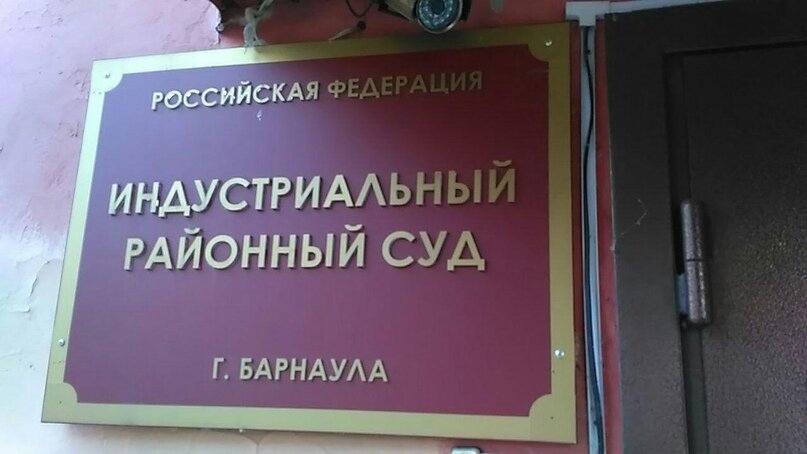 РОССИЙСКАЯ ФЕДЕРАЦИЯ
ИНДУСТРИАЛЬНЫЙ
РАЙОННЫЙ СУД
Г. БАРНАУЛА